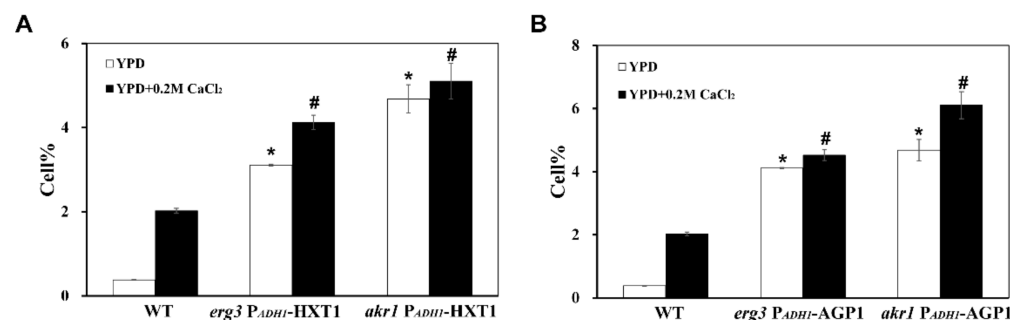 A
6
4
2
0
Cell%
YPD
YPD+0.2M CaCl₂
*
#
*
#
WT
erg3 PADH1-HXT1
akr1 PADH1-HXT1
B
8
6
4
2
0
Cell%
YPD
YPD+0.2M CaCl₂
*
#
*
#
WT
erg3 PADH1-AGP1
akr1 PADH1-AGP1